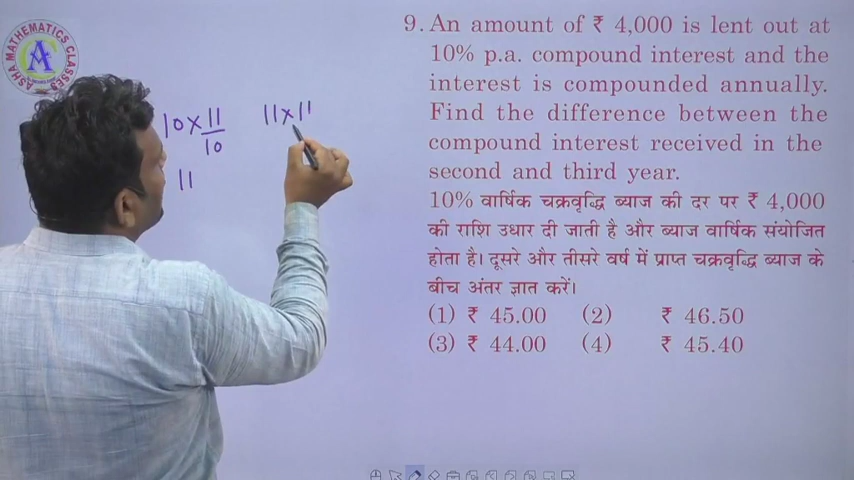 ASHA MATHEMATICS CLASSES
A
10 × 11/10
11
11 × 11
9. An amount of ₹ 4,000 is lent out at
10% p.a. compound interest and the
interest is compounded annually.
Find the difference between the
compound interest received in the
second and third year.
10% वार्षिक चक्रवृद्धि ब्याज की दर पर ₹ 4,000
की राशि उधार दी जाती है और ब्याज वार्षिक संयोजित
होता है। दूसरे और तीसरे वर्ष में प्राप्त चक्रवृद्धि ब्याज के
बीच अंतर ज्ञात करें।
(1) ₹ 45.00 (2) ₹ 46.50
(3) ₹ 44.00 (4) ₹ 45.40